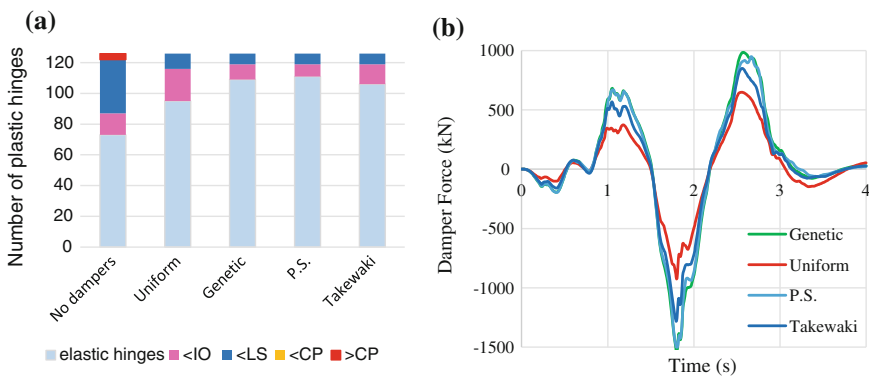 (a)
Number of plastic hinges
120
100
80
60
40
20
0
No dampers
Uniform
Genetic
P.S.
Takewaki
elastic hinges <IO <LS <CP >CP
(b)
Damper Force (kN)
1000
500
0
-500
-1000
-1500
0 1 2 3 4
Genetic
Uniform
P.S.
Takewaki
Time (s)